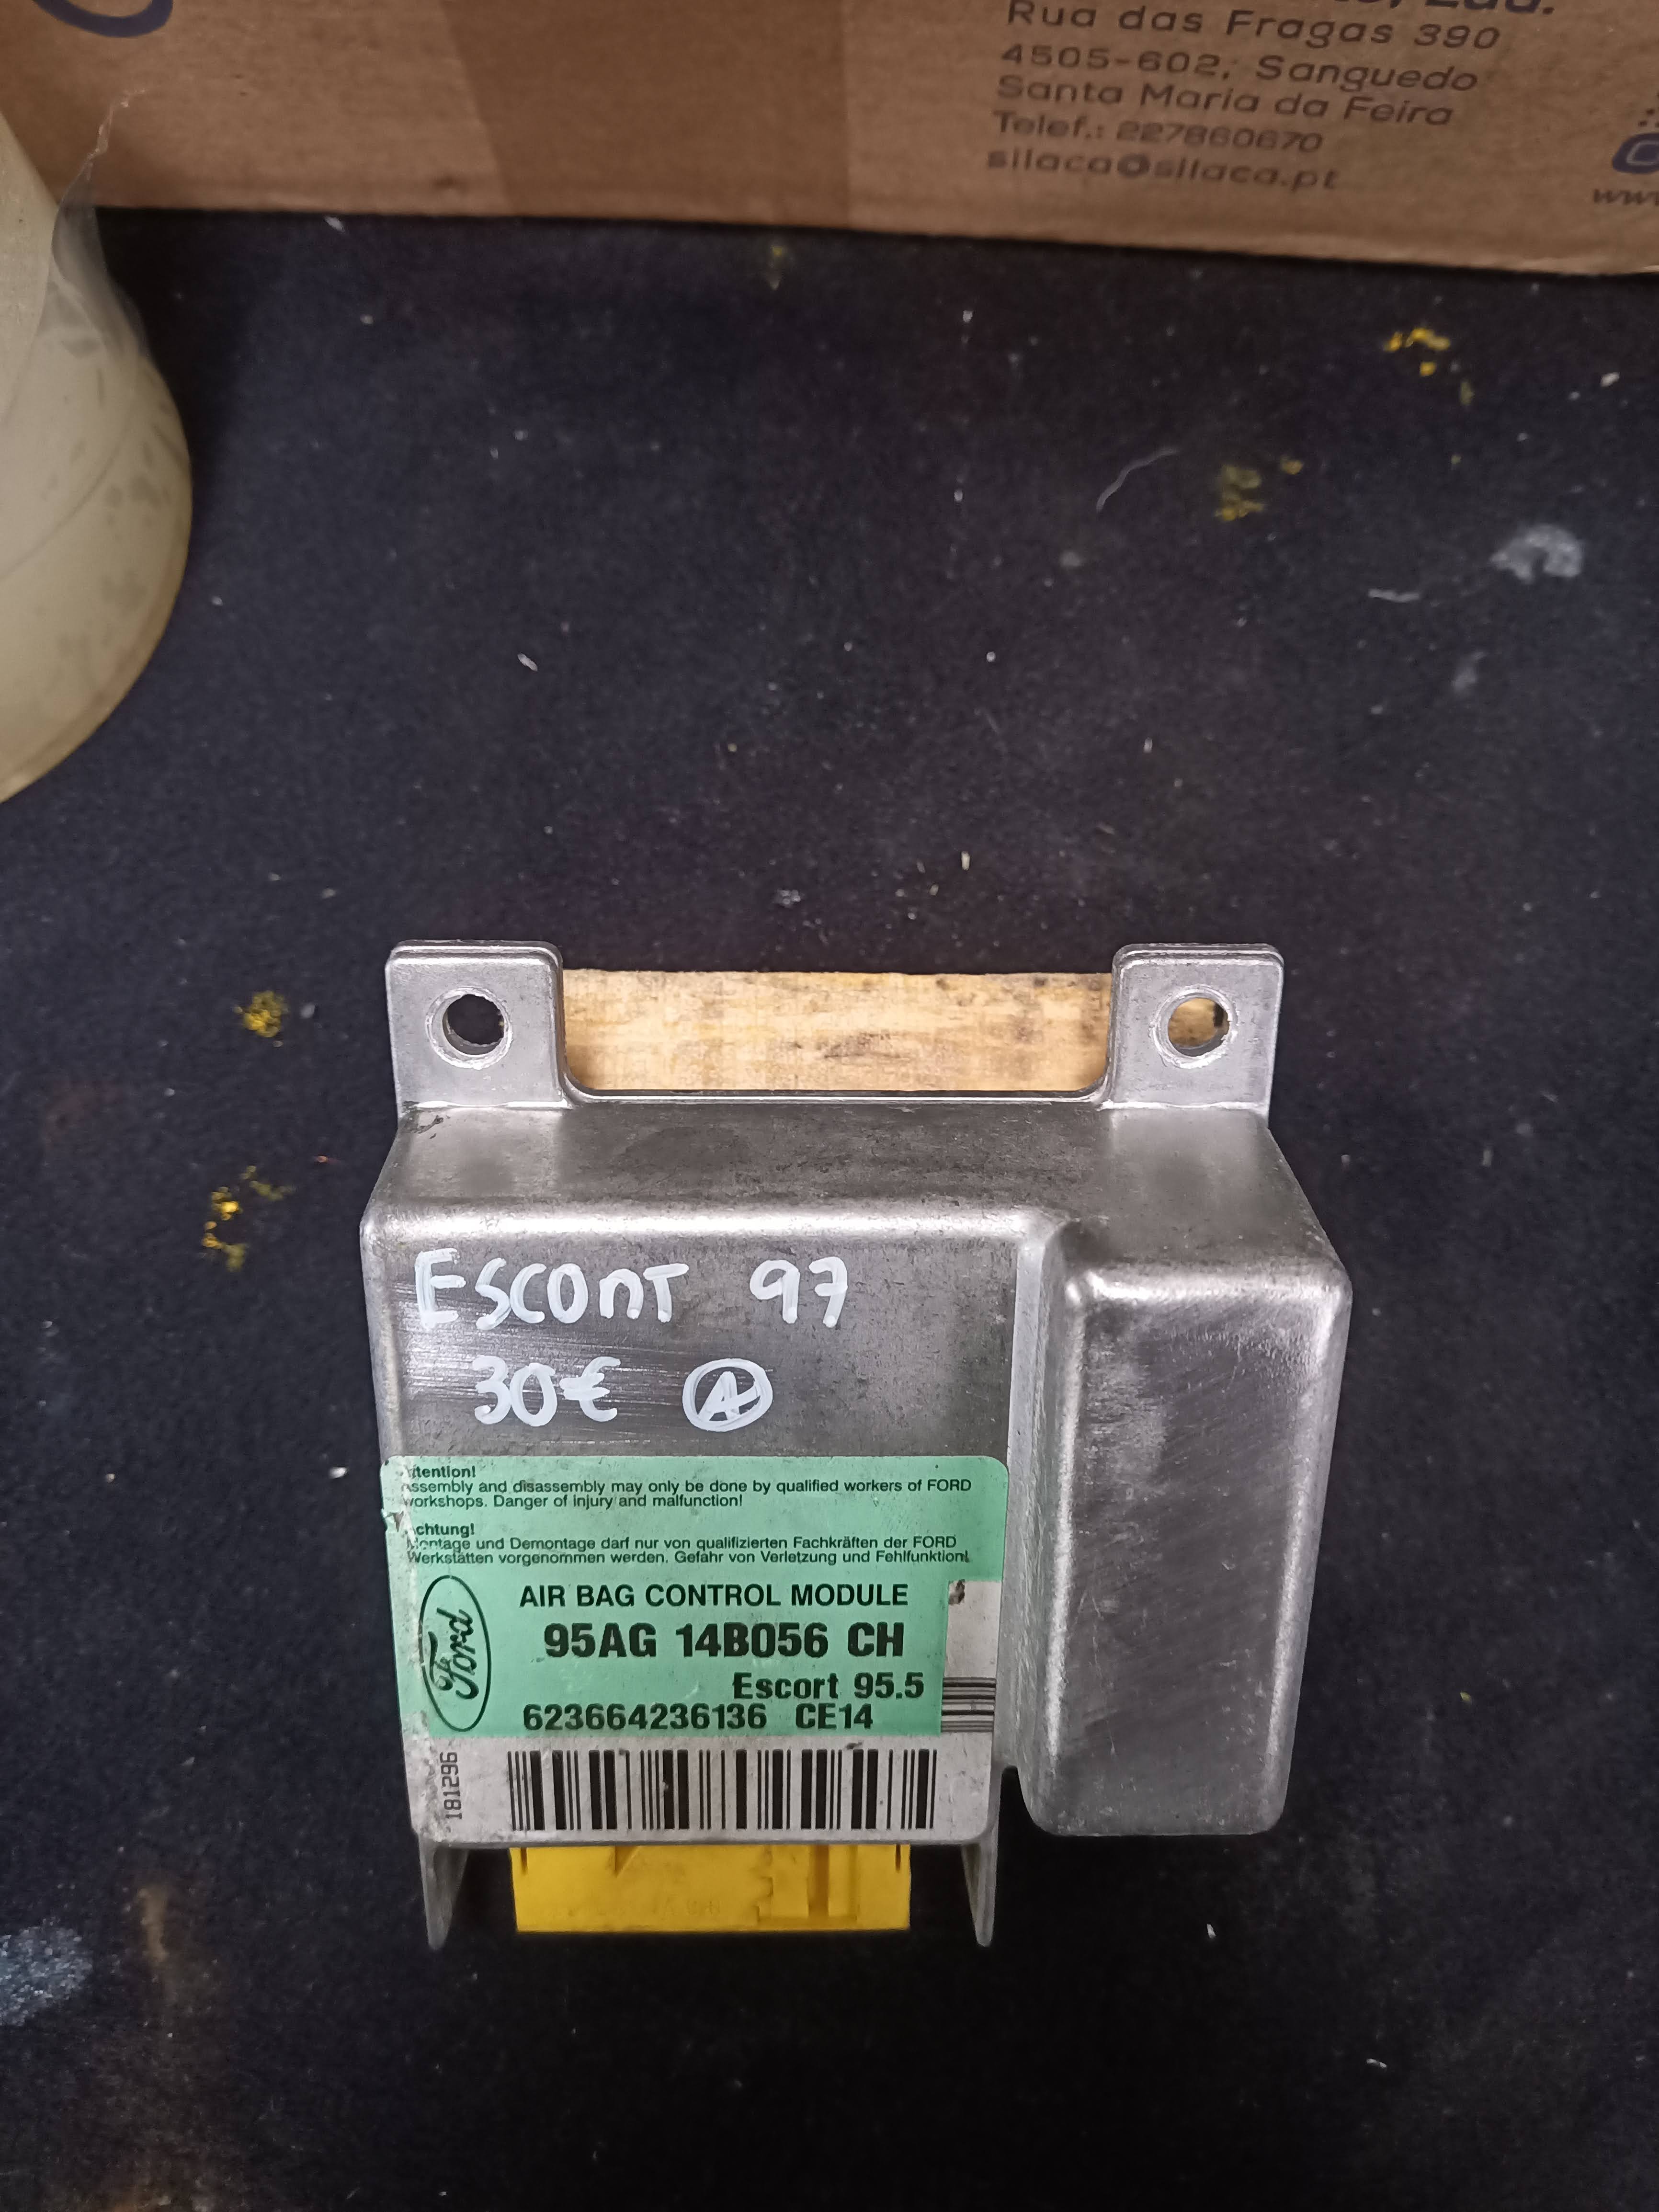 Lda.
Rua das Fragas 390
4505-602, Sanguedo
Santa Maria da Feira
Telef.: 227860670
silaca@silaca.pt
www
ESCORT 97
30€ A
ttention!
ssembly and disassembly may only be done by qualified workers of FORD
workshops. Danger of injury and malfunction!
chtung!
Montage und Demontage darf nur von qualifizierten Fachkräften der FORD
Werkstätten vorgenommen werden. Gefahr von Verletzung und Fehlfunktion!
Ford
AIR BAG CONTROL MODULE
95AG 14B056 CH
Escort 95.5
623664236136 CE14
181296